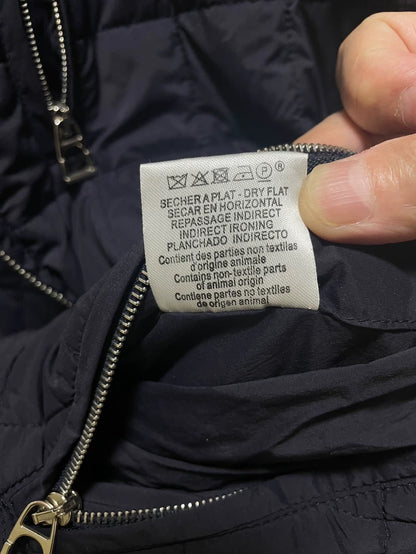 P ®
SECHER A PLAT - DRY FLAT
SECAR EN HORIZONTAL
REPASSAGE INDIRECT
INDIRECT IRONING
PLANCHADO INDIRECTO
Contient des parties non textiles
d'origine animale
Contains non-textile parts
of animal origin
Contiene partes no textiles
de origen animal